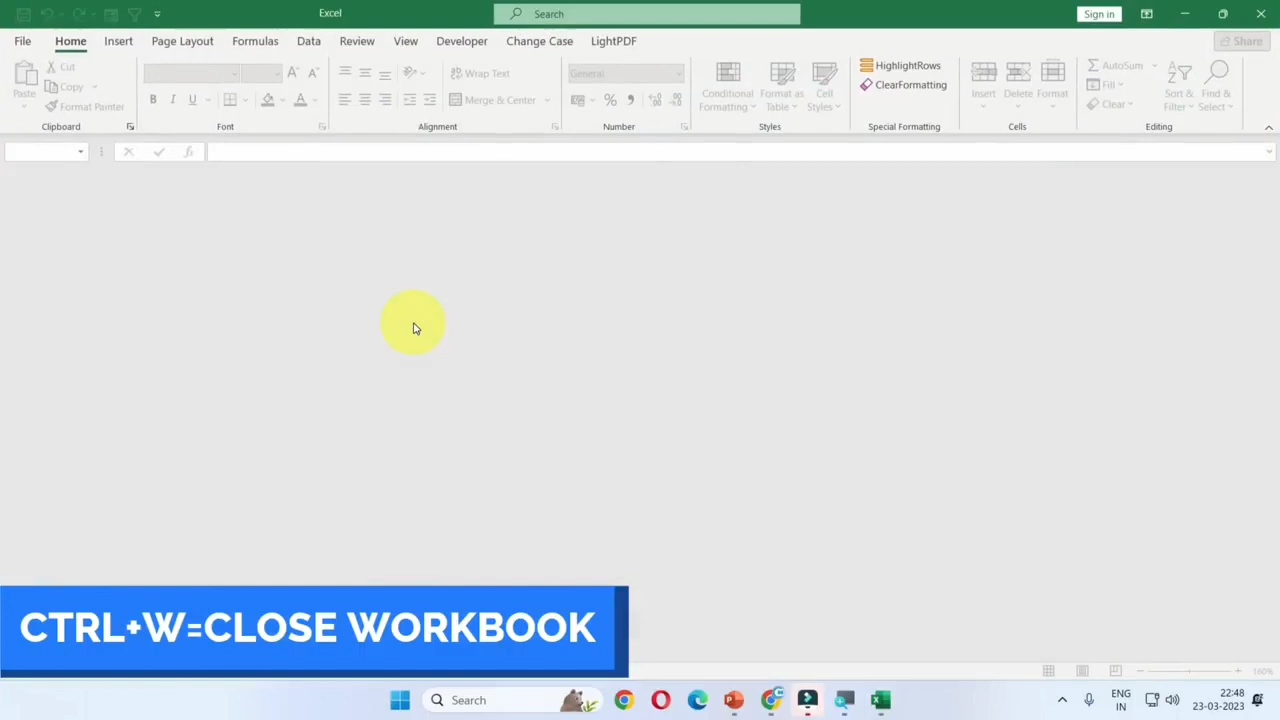 Excel
Search
Sign in
File Home Insert Page Layout Formulas Data Review View Developer Change Case LightPDF
Share
Paste
Cut
Copy
Format Painter
Clipboard
B I U
A
Font
Wrap Text
Merge & Center
Alignment
General
%
Number
Conditional
Formatting
Format as
Table
Cell
Styles
Styles
HighlightRows
ClearFormatting
Special Formatting
Insert
Delete
Format
Cells
AutoSum
Fill
Clear
Sort &
Filter
Find &
Select
Editing
fx
CTRL+W=CLOSE WORKBOOK
160%
Search
ENG
IN
22:48
23-03-2023